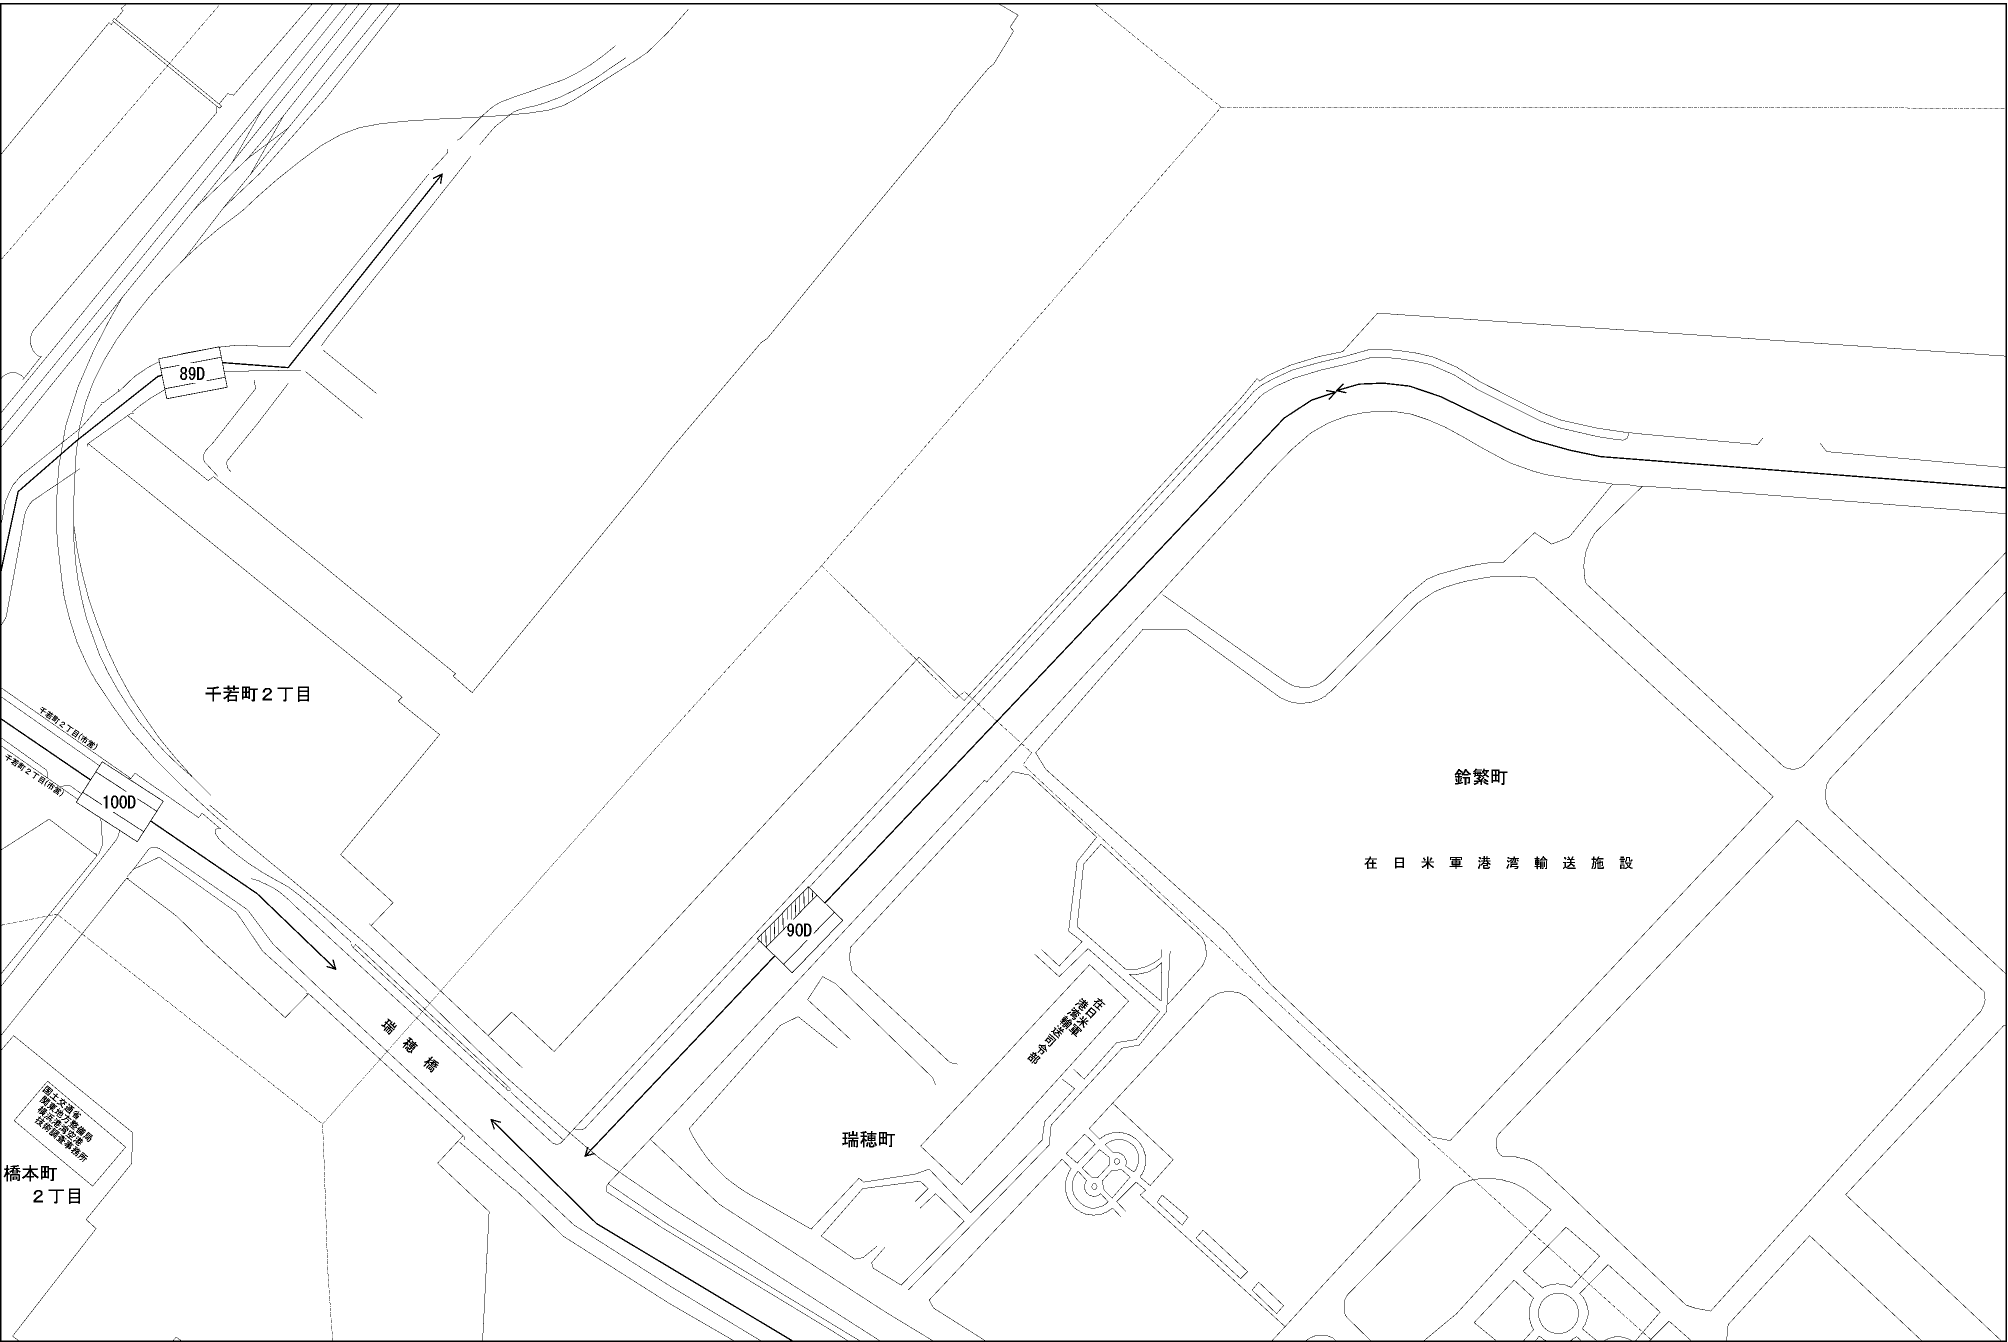 89D
千若町２丁目
千若町２丁目(市営)
千若町２丁目(市営)
100D
鈴繁町
在日米軍港湾輸送施設
90D
在日米軍
港湾輸送司令部
瑞穂橋
国土交通省
関東地方整備局
横浜港湾空港
技術調査事務所
瑞穂町
橋本町
２丁目